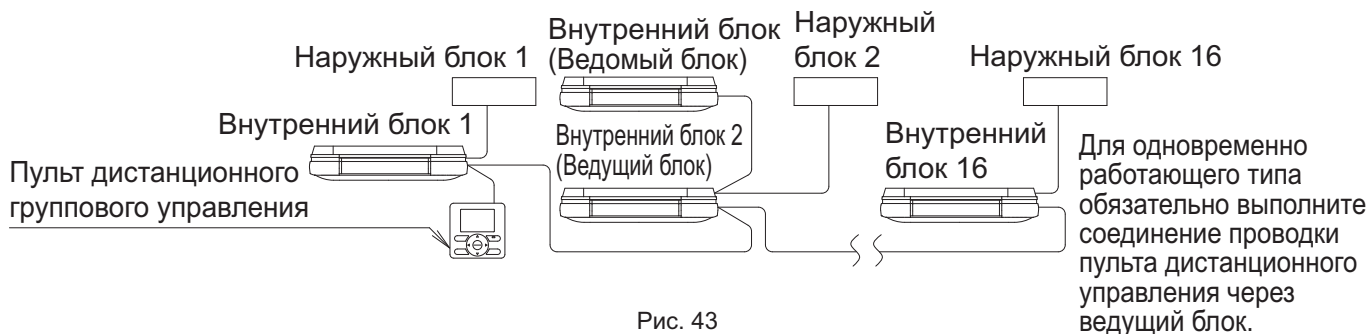 Наружный блок 1
Внутренний блок
(Ведомый блок)
Наружный
блок 2
Наружный блок 16
Внутренний блок 1
Внутренний блок 2
(Ведущий блок)
Внутренний
блок 16
Пульт дистанционного
группового управления
Для одновременно
работающего типа
обязательно выполните
соединение проводки
пульта дистанционного
управления через
ведущий блок.
Рис. 43